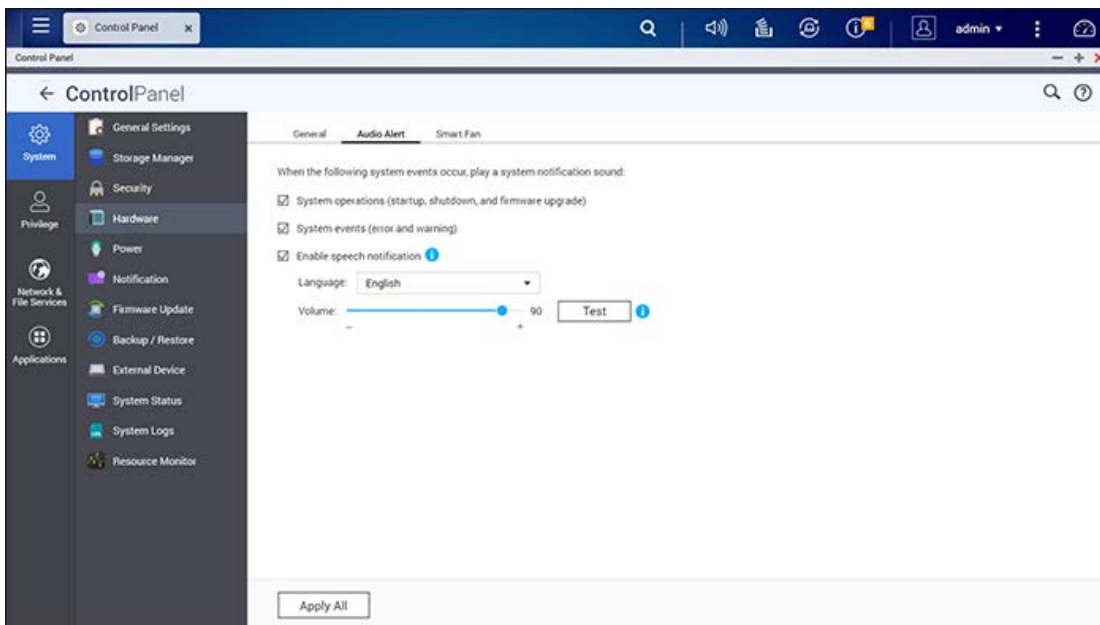 Control Panel x
admin
Control Panel
ControlPanel
System
Privilege
Network &
File Services
Applications
General Settings
Storage Manager
Security
Hardware
Power
Notification
Firmware Update
Backup / Restore
External Device
System Status
System Logs
Resource Monitor
General Audio Alert Smart Fan
When the following system events occur, play a system notification sound:
System operations (startup, shutdown, and firmware upgrade)
System events (error and warning)
Enable speech notification
Language: English
Volume: 90 Test
− +
Apply All